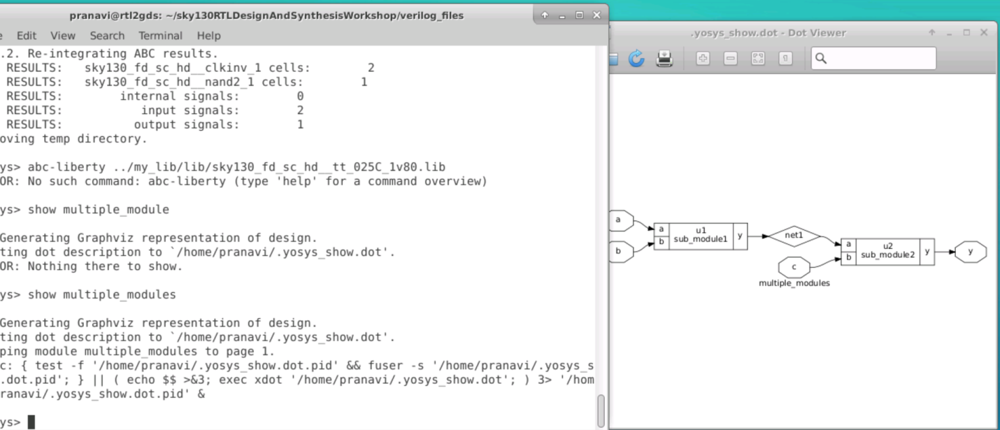 pranavi@rtl2gds: ~/sky130RTLDesignAndSynthesisWorkshop/verilog_files
e Edit View Search Terminal Help
.2. Re-integrating ABC results.
RESULTS: sky130_fd_sc_hd__clkinv_1 cells: 2
RESULTS: sky130_fd_sc_hd__nand2_1 cells: 1
RESULTS: internal signals: 0
RESULTS: input signals: 2
RESULTS: output signals: 1
oving temp directory.
ys> abc-liberty ../my_lib/lib/sky130_fd_sc_hd__tt_025C_1v80.lib
OR: No such command: abc-liberty (type 'help' for a command overview)
ys> show multiple_module
Generating Graphviz representation of design.
ting dot description to `/home/pranavi/.yosys_show.dot'.
OR: Nothing there to show.
ys> show multiple_modules
Generating Graphviz representation of design.
ting dot description to `/home/pranavi/.yosys_show.dot'.
ping module multiple_modules to page 1.
c: { test -f '/home/pranavi/.yosys_show.dot.pid' && fuser -s '/home/pranavi/.yosys_s
.dot.pid'; } || ( echo $$ >&3; exec xdot '/home/pranavi/.yosys_show.dot'; ) 3> '/hom
ranavi/.yosys_show.dot.pid' &
ys>
.yosys_show.dot - Dot Viewer
a
b
a
b
u1
sub_module1
y
net1
c
multiple_modules
a
b
u2
sub_module2
y
y